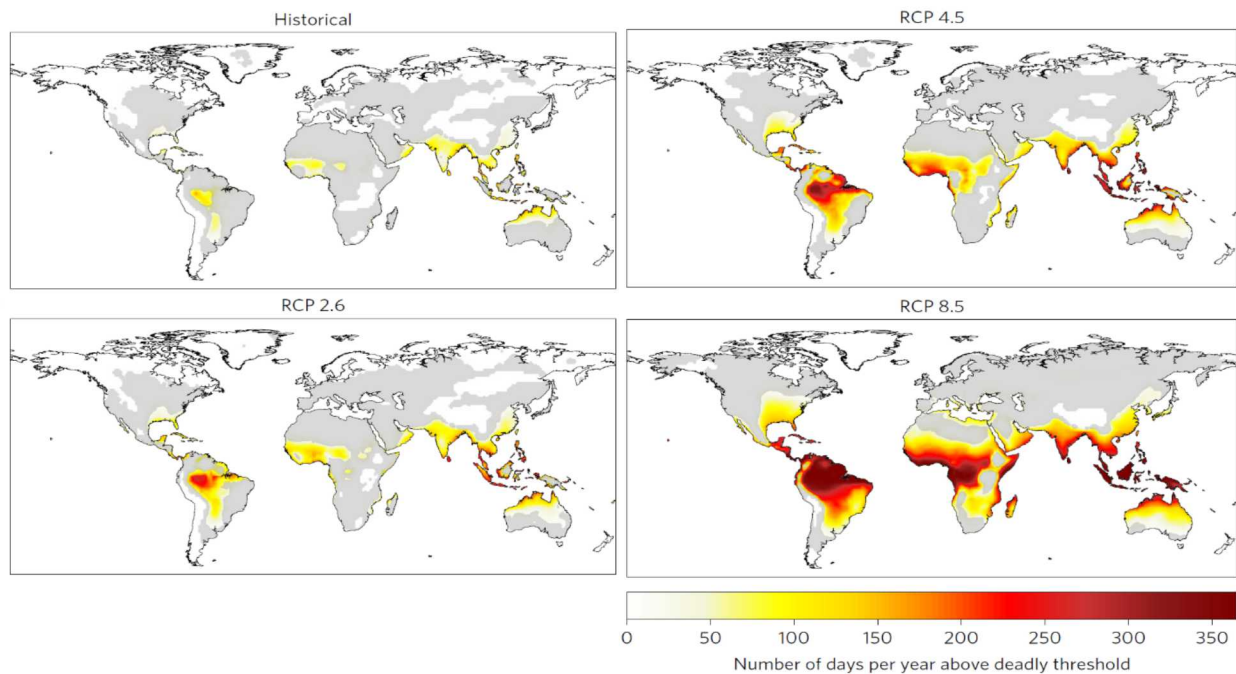 Historical
RCP 4.5
RCP 2.6
RCP 8.5
0 50 100 150 200 250 300 350
Number of days per year above deadly threshold